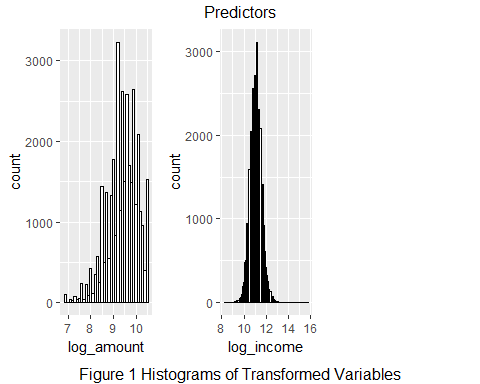 Predictors
count
3000
2000
1000
0
7 8 9 10
log_amount
count
3000
2000
1000
0
8 10 12 14 16
log_income
Figure 1 Histograms of Transformed Variables